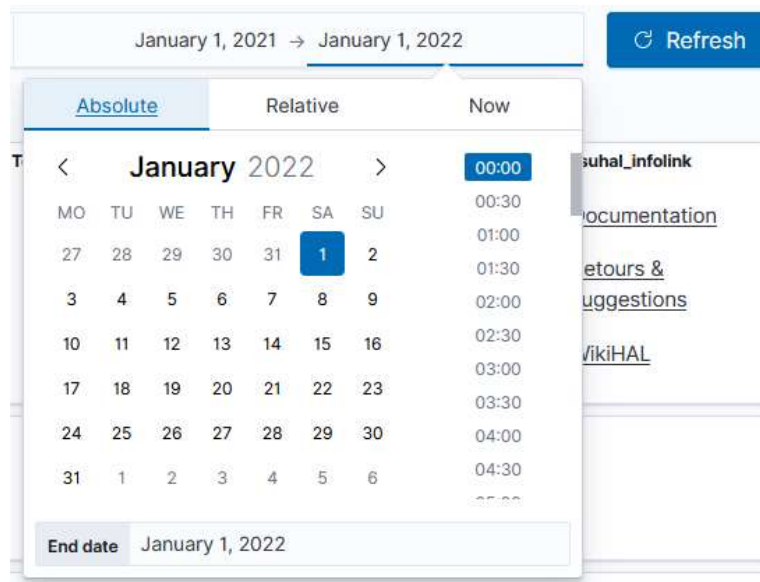 January 1, 2021 → January 1, 2022
Refresh
Absolute Relative Now
January 2022
MO TU WE TH FR SA SU
27 28 29 30 31 1 2
3 4 5 6 7 8 9
10 11 12 13 14 15 16
17 18 19 20 21 22 23
24 25 26 27 28 29 30
31 1 2 3 4 5 6
00:00
00:30
01:00
01:30
02:00
02:30
03:00
03:30
04:00
04:30
End date January 1, 2022
suhal_infolink
ocumentation
etours &
uggestions
VikiHAL